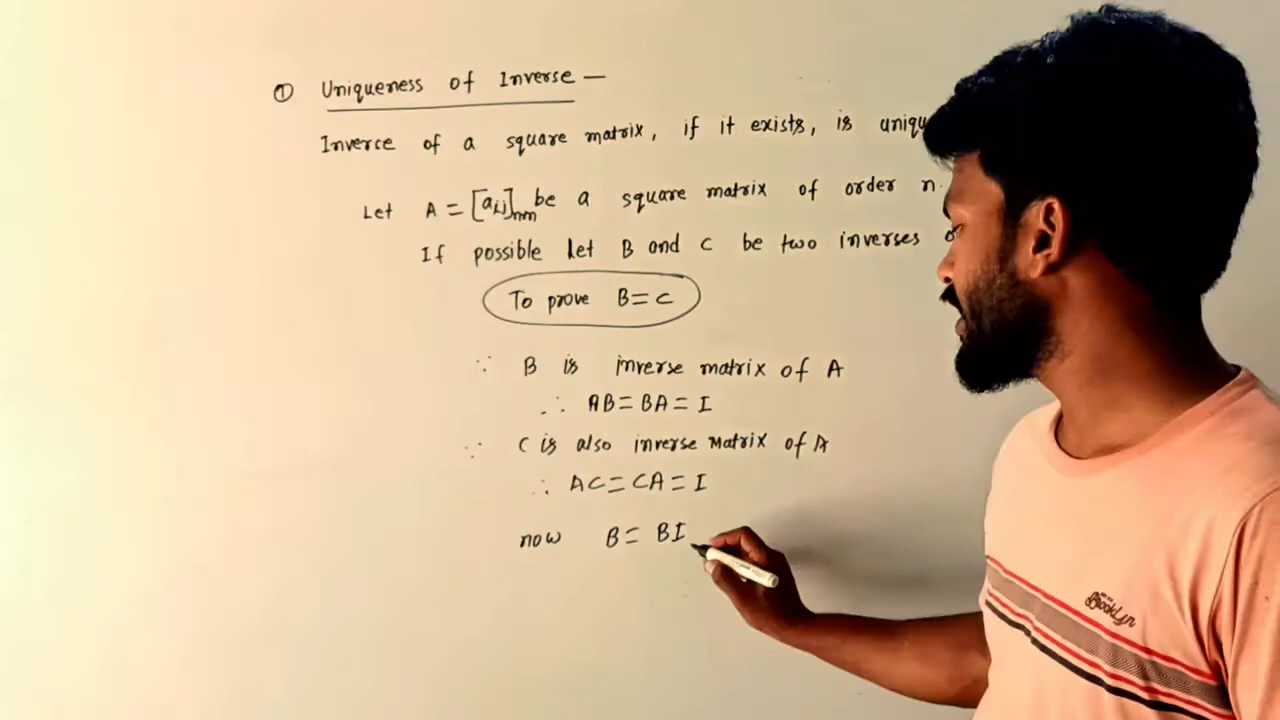 ① Uniqueness of Inverse —
Inverse of a square matrix, if it exists, is uniqu
Let A = [aij]nm be a square matrix of order n.
If possible let B and C be two inverses o
To prove B = C
∵ B is inverse matrix of A
∴ AB = BA = I
∵ C is also inverse Matrix of A
∴ AC = CA = I
now B = BI
Brooklyn